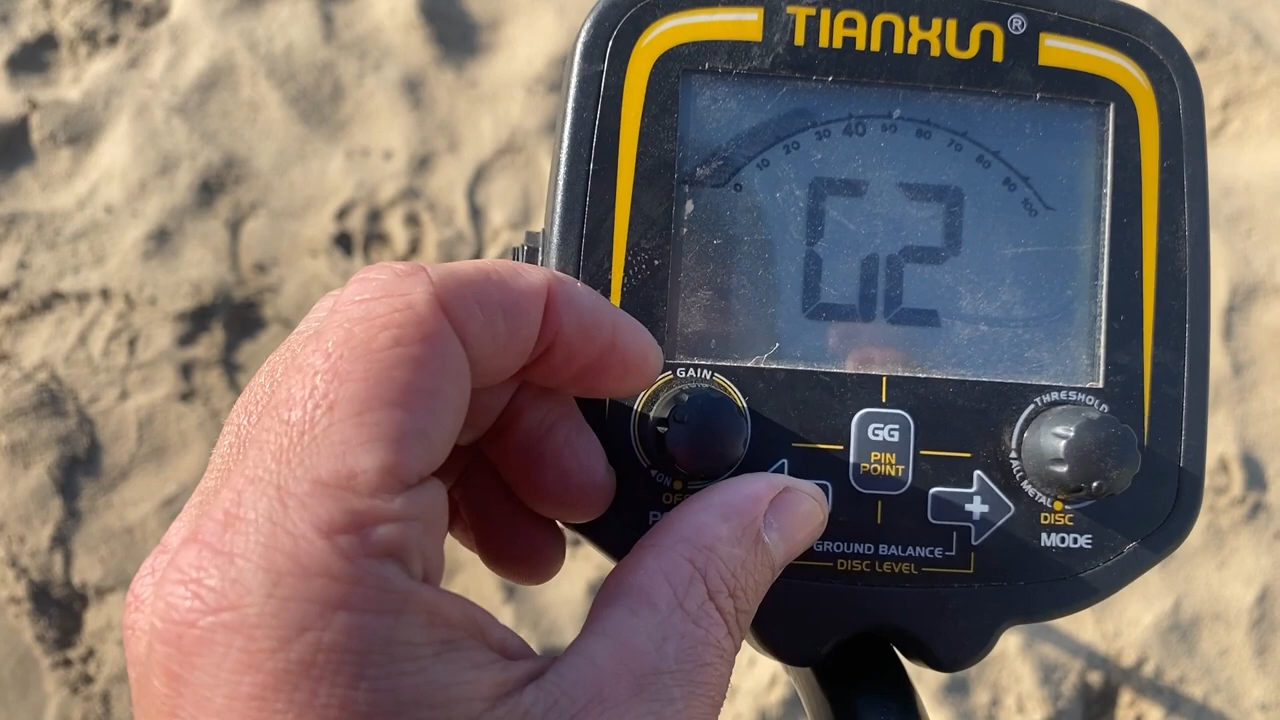 TIANXUN®
0 10 20 30 40 50 60 70 80 90 100
G2
GAIN
ON
THRESHOLD
ALL METAL
DISC
MODE
GG
PIN
POINT
+
GROUND BALANCE
DISC LEVEL